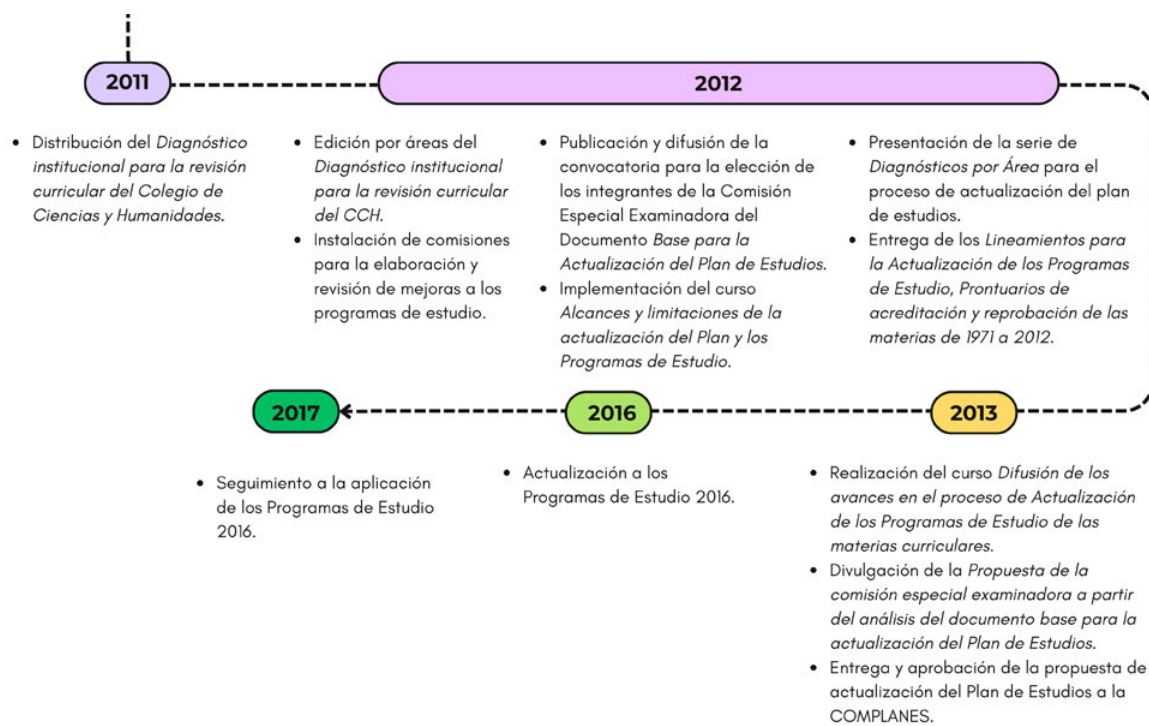 2011
2012
• Distribución del Diagnóstico
institucional para la revisión
curricular del Colegio de
Ciencias y Humanidades.
• Edición por áreas del
Diagnóstico institucional
para la revisión curricular
del CCH.
• Instalación de comisiones
para la elaboración y
revisión de mejoras a los
programas de estudio.
• Publicación y difusión de la
convocatoria para la elección de
los integrantes de la Comisión
Especial Examinadora del
Documento Base para la
Actualización del Plan de Estudios.
• Implementación del curso
Alcances y limitaciones de la
actualización del Plan y los
Programas de Estudio.
• Presentación de la serie de
Diagnósticos por Área para el
proceso de actualización del plan
de estudios.
• Entrega de los Lineamientos para
la Actualización de los Programas
de Estudio, Prontuarios de
acreditación y reprobación de las
materias de 1971 a 2012.
2013
• Realización del curso Difusión de los
avances en el proceso de Actualización
de los Programas de Estudio de las
materias curriculares.
• Divulgación de la Propuesta de la
comisión especial examinadora a partir
del análisis del documento base para la
actualización del Plan de Estudios.
• Entrega y aprobación de la propuesta de
actualización del Plan de Estudios a la
COMPLANES.
2016
• Actualización a los
Programas de Estudio 2016.
2017
• Seguimiento a la aplicación
de los Programas de Estudio
2016.